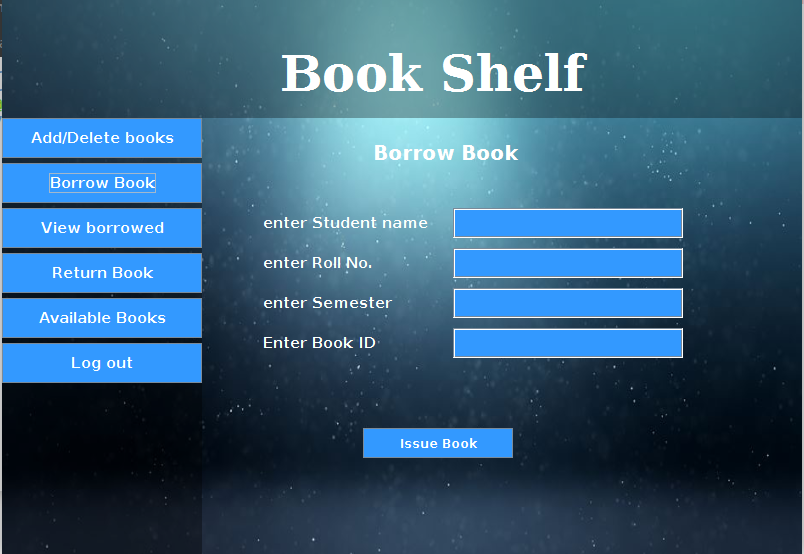 Book Shelf
Add/Delete books
Borrow Book
View borrowed
Return Book
Available Books
Log out
Borrow Book
enter Student name
enter Roll No.
enter Semester
Enter Book ID
Issue Book